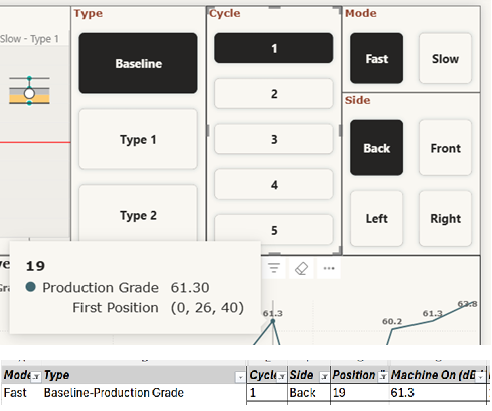 Type
Cycle
Mode
Slow - Type 1
Baseline
1
Fast
Slow
2
Side
Type 1
3
Back
Front
4
Type 2
Left
Right
5
19
Production Grade 61.30
First Position (0, 26, 40)
61.3
60.2
61.3
63.8
Mode Type Cycle Side Position Machine On (dB
Fast Baseline-Production Grade 1 Back 19 61.3